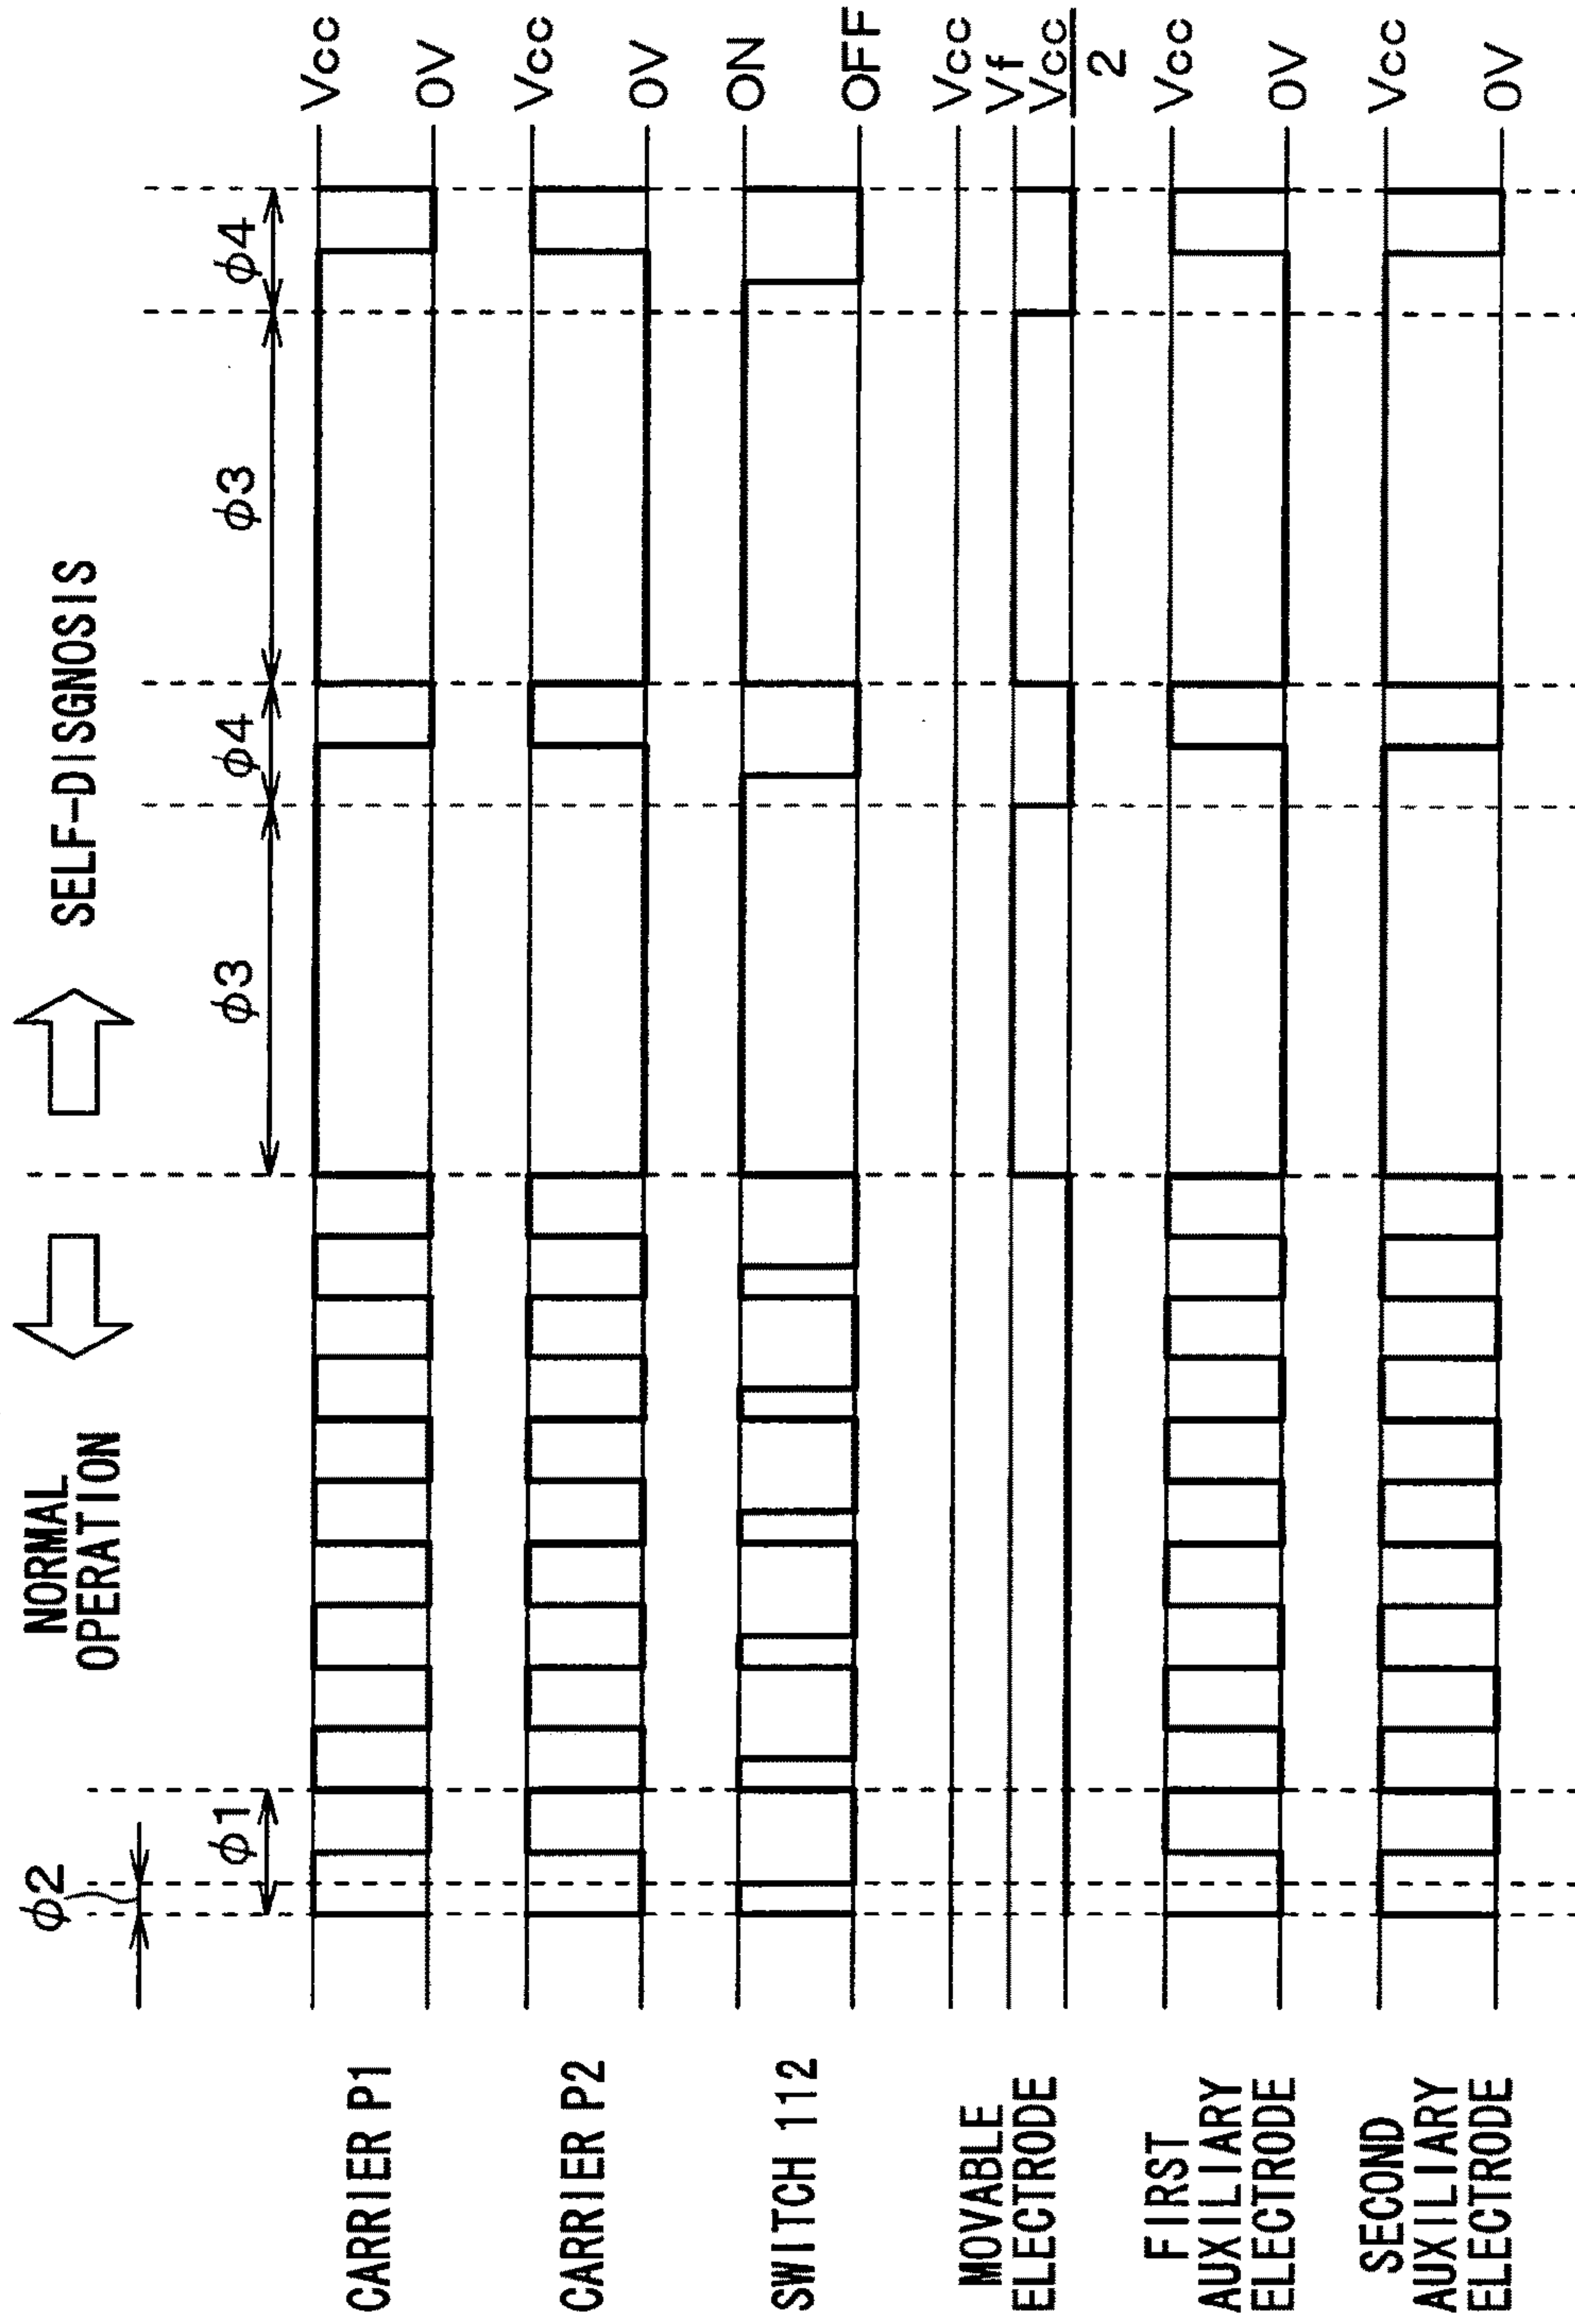 NORMAL
OPERATION
SELF-DISGNOSIS
φ2
φ1
φ3
φ4
φ3
φ4
CARRIER P1
Vcc
0V
CARRIER P2
Vcc
0V
SWITCH 112
ON
OFF
MOVABLE
ELECTRODE
Vcc
Vf
Vcc
2
FIRST
AUXILIARY
ELECTRODE
Vcc
0V
SECOND
AUXILIARY
ELECTRODE
Vcc
0V